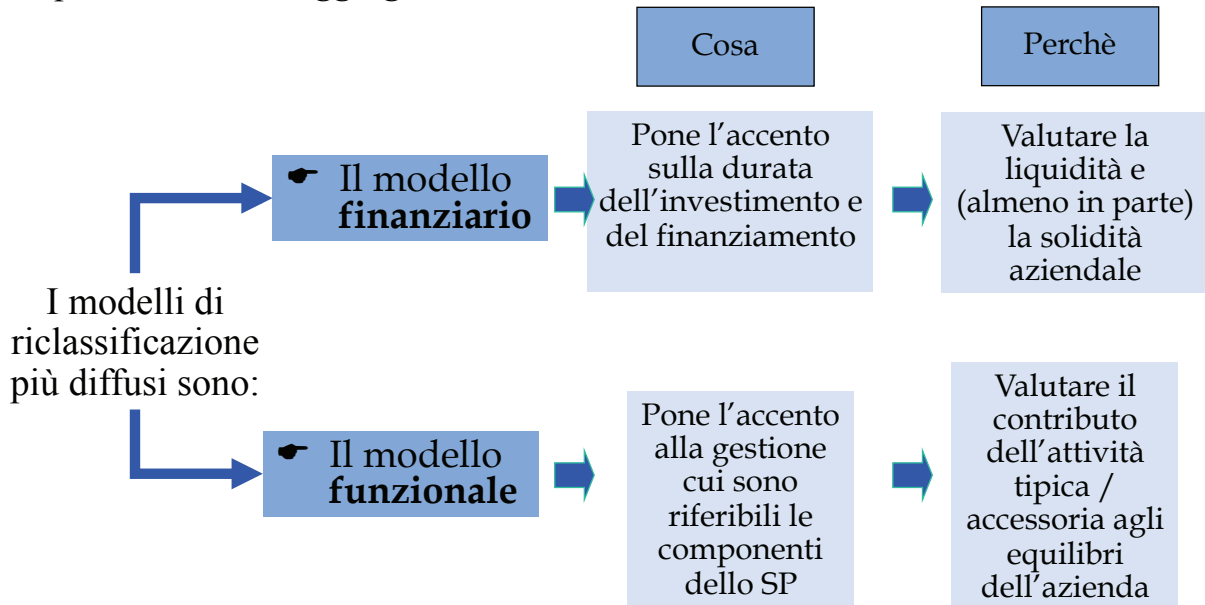 Cosa
Perchè
☛ Il modello
finanziario
Pone l’accento
sulla durata
dell’investimento e
del finanziamento
Valutare la
liquidità e
(almeno in parte)
la solidità
aziendale
I modelli di
riclassificazione
più diffusi sono:
☛ Il modello
funzionale
Pone l’accento
alla gestione
cui sono
riferibili le
componenti
dello SP
Valutare il
contributo
dell’attività
tipica /
accessoria agli
equilibri
dell’azienda